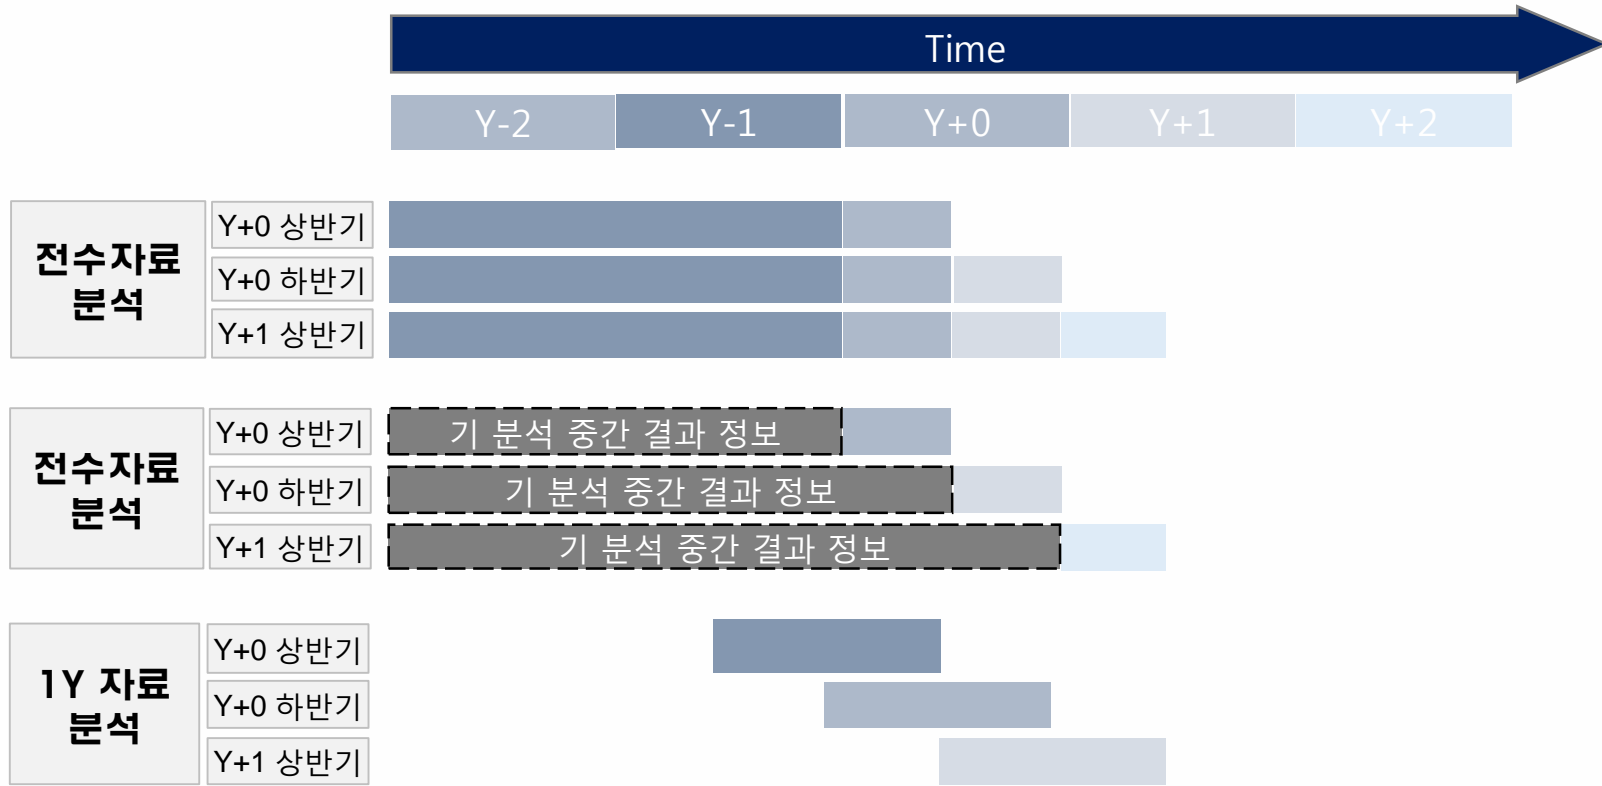 Time
Y-2
Y-1
Y+0
Y+1
Y+2
전수자료
분석
Y+0 상반기
Y+0 하반기
Y+1 상반기
전수자료
분석
Y+0 상반기
기 분석 중간 결과 정보
Y+0 하반기
기 분석 중간 결과 정보
Y+1 상반기
기 분석 중간 결과 정보
1Y 자료
분석
Y+0 상반기
Y+0 하반기
Y+1 상반기